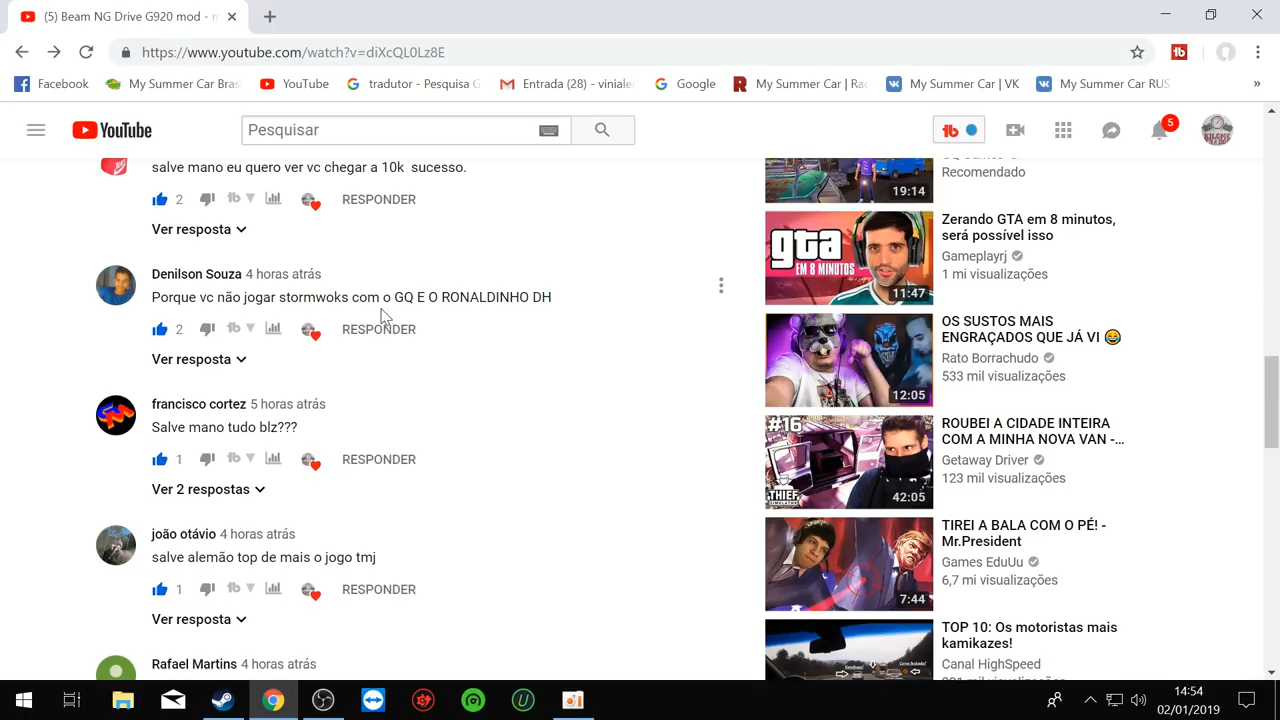 (5) Beam NG Drive G920 mod - m
https://www.youtube.com/watch?v=diXcQL0Lz8E
Facebook
My Summer Car Bras
YouTube
tradutor - Pesquisa G
Entrada (28) - viniale
Google
My Summer Car | Rac
My Summer Car | VK
My Summer Car RUS
YouTube
Pesquisar
tb
5
salve mano eu quero ver vc chegar a 10k sucesso.
2
RESPONDER
Ver resposta
Denilson Souza 4 horas atrás
Porque vc não jogar stormwoks com o GQ E O RONALDINHO DH
2
RESPONDER
Ver resposta
francisco cortez 5 horas atrás
Salve mano tudo blz???
1
RESPONDER
Ver 2 respostas
joão otávio 4 horas atrás
salve alemão top de mais o jogo tmj
1
RESPONDER
Ver resposta
Rafael Martins 4 horas atrás
19:14
Recomendado
gta
EM 8 MINUTOS
11:47
Zerando GTA em 8 minutos,
será possível isso
Gameplayrj
1 mi visualizações
12:05
OS SUSTOS MAIS
ENGRAÇADOS QUE JÁ VI 😂
Rato Borrachudo
533 mil visualizações
#16
THIEF
SIMULATOR
42:05
ROUBEI A CIDADE INTEIRA
COM A MINHA NOVA VAN -...
Getaway Driver
123 mil visualizações
7:44
TIREI A BALA COM O PÉ! -
Mr.President
Games EduUu
6,7 mi visualizações
TOP 10: Os motoristas mais
kamikazes!
Canal HighSpeed
14:54
02/01/2019